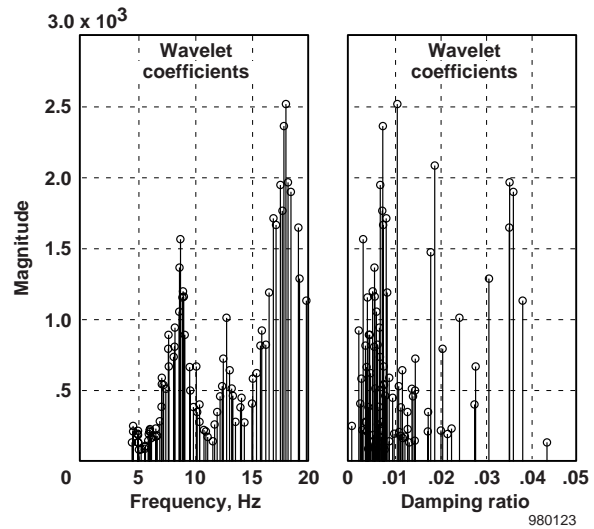 3.0 x 10³
Wavelet
coefficients
Wavelet
coefficients
2.5
2.0
Magnitude
1.5
1.0
.5
0
5
10
15
20
0
.01
.02
.03
.04
.05
Frequency, Hz
Damping ratio
980123